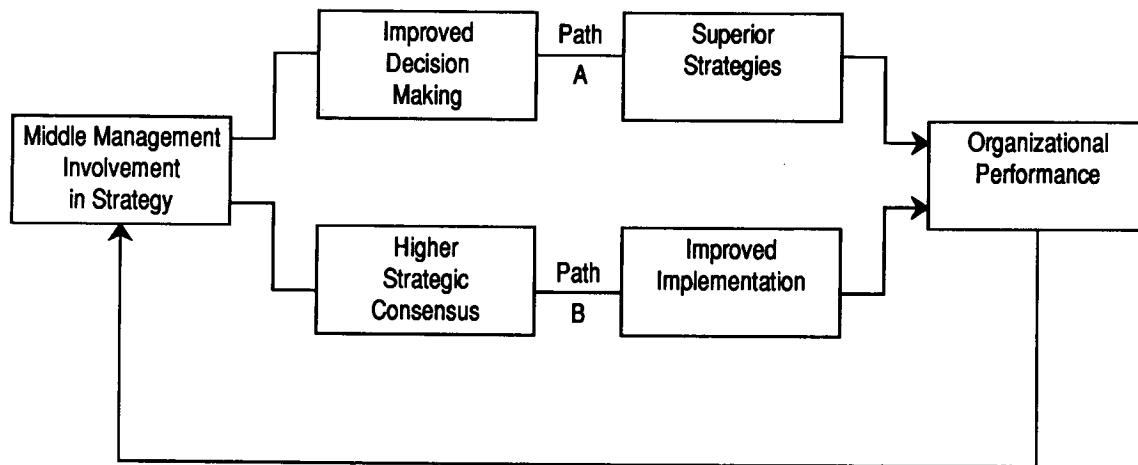 Improved
Decision
Making
Path
A
Superior
Strategies
Middle Management
Involvement
in Strategy
Organizational
Performance
Higher
Strategic
Consensus
Path
B
Improved
Implementation